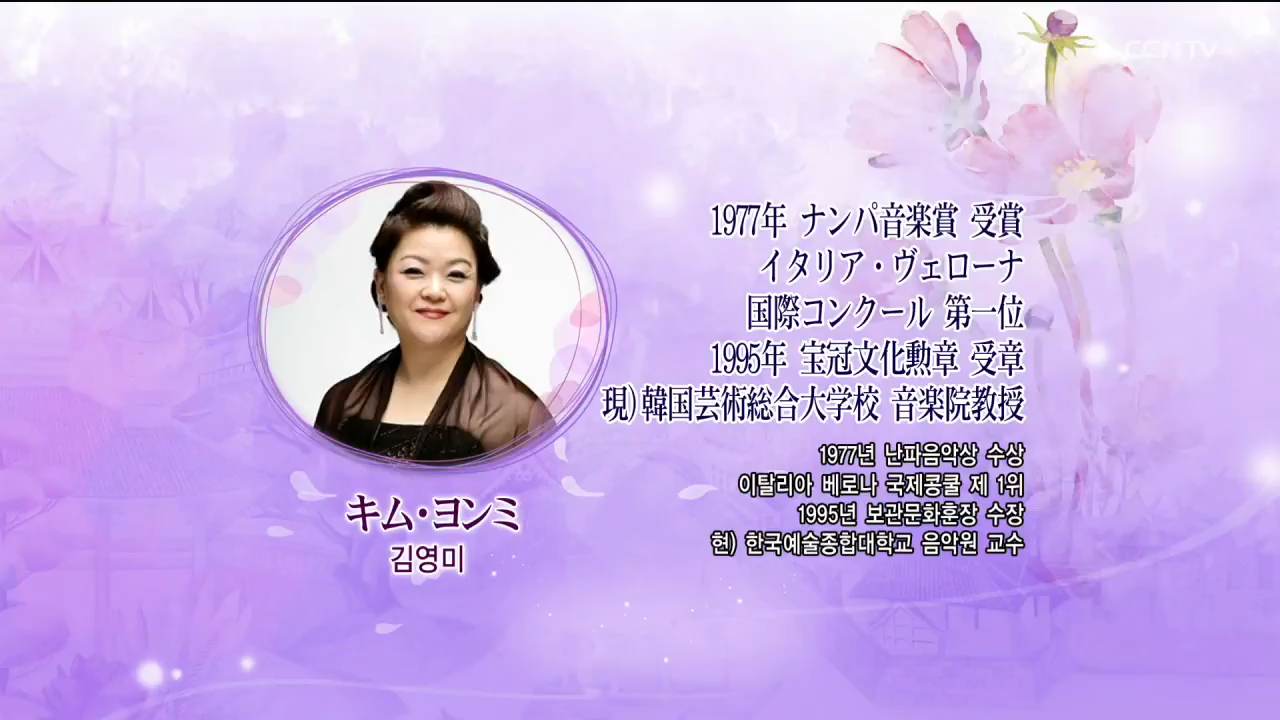 CCMTV
1977年 ナンパ音楽賞 受賞
イタリア・ヴェローナ
国際コンクール 第一位
1995年 宝冠文化勲章 受章
現) 韓国芸術総合大学校 音楽院教授
1977년 난파음악상 수상
이탈리아 베로나 국제콩쿨 제 1위
1995년 보관문화훈장 수장
현) 한국예술종합대학교 음악원 교수
キム・ヨンミ
김영미